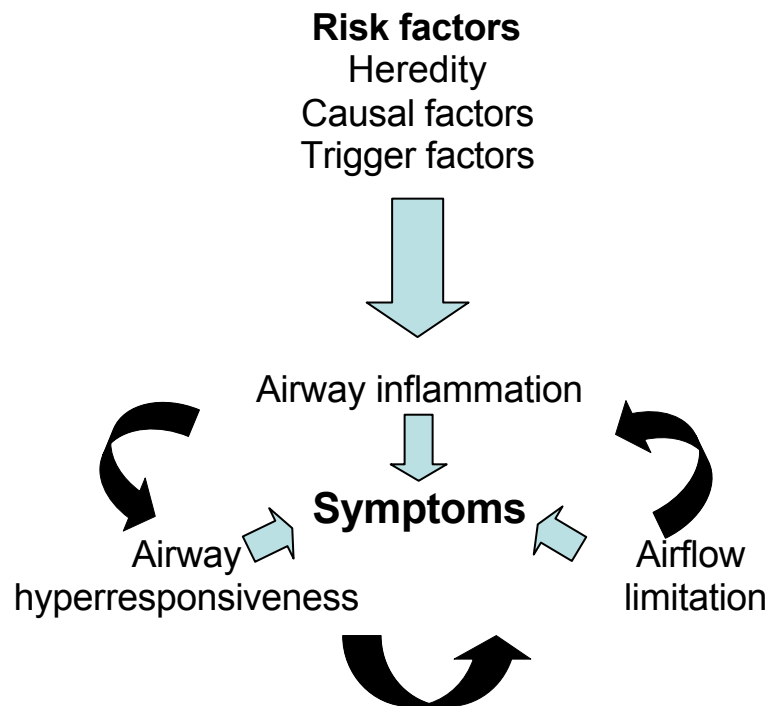 Risk factors
Heredity
Causal factors
Trigger factors
Airway inflammation
Symptoms
Airway
hyperresponsiveness
Airflow
limitation